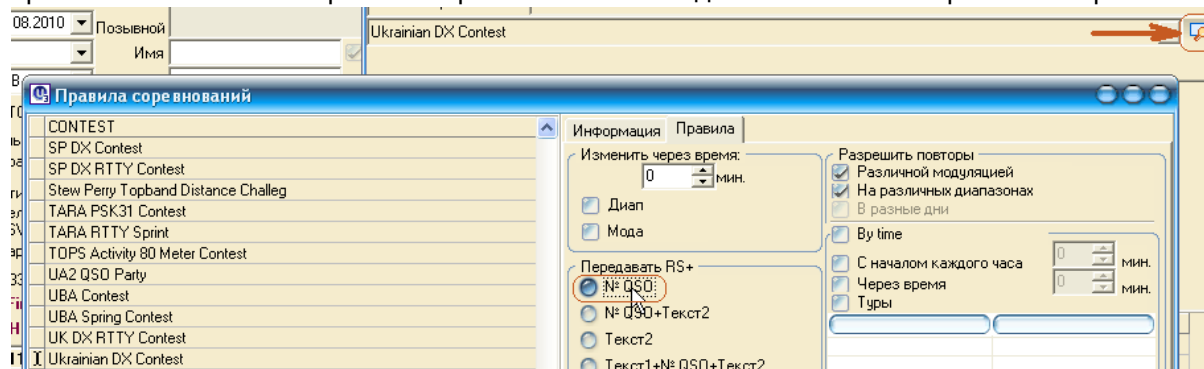 08.2010
Позывной
Ukrainian DX Contest
Имя
Правила соревнований
CONTEST
SP DX Contest
SP DX RTTY Contest
Stew Perry Topband Distance Challeg
TARA PSK31 Contest
TARA RTTY Sprint
TOPS Activity 80 Meter Contest
UA2 QSO Party
UBA Contest
UBA Spring Contest
UK DX RTTY Contest
Ukrainian DX Contest
Информация Правила
Изменить через время:
0 мин.
Диап
Мода
Передавать RS+
№ QSO
№ QSO+Текст2
Текст2
Текст1+№ QSO+Текст2
Разрешить повторы
Различной модуляцией
На различных диапазонах
В разные дни
By time
С началом каждого часа 0 мин.
Через время 0 мин.
Туры